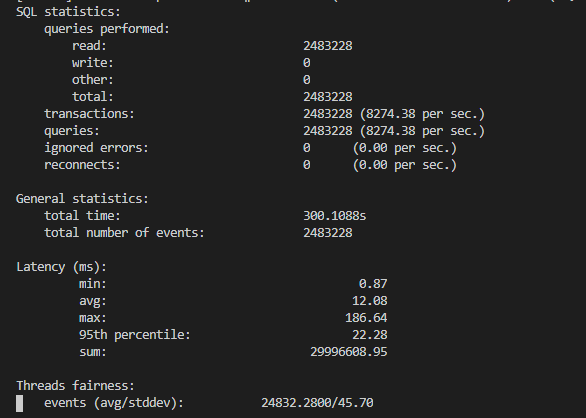 SQL statistics:
queries performed:
read: 2483228
write: 0
other: 0
total: 2483228
transactions: 2483228 (8274.38 per sec.)
queries: 2483228 (8274.38 per sec.)
ignored errors: 0 (0.00 per sec.)
reconnects: 0 (0.00 per sec.)
General statistics:
total time: 300.1088s
total number of events: 2483228
Latency (ms):
min: 0.87
avg: 12.08
max: 186.64
95th percentile: 22.28
sum: 29996608.95
Threads fairness:
events (avg/stddev): 24832.2800/45.70